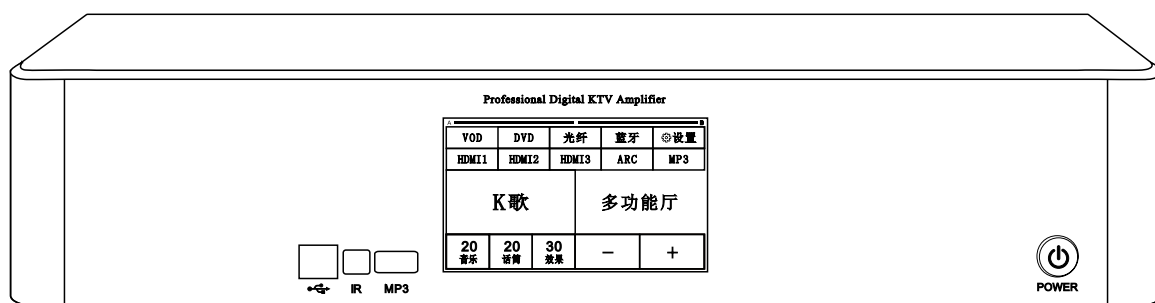 Professional Digital KTV Amplifier
A B
VOD DVD 光纤 蓝牙 设置
HDMI1 HDMI2 HDMI3 ARC MP3
K歌 多功能厅
20 20 30 − +
音乐 话筒 效果
IR MP3
POWER